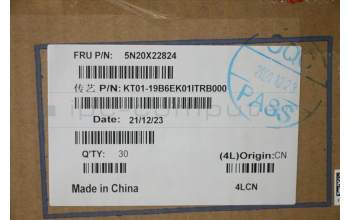 FRU P/N: 5N20X22824
传艺 P/N: KT01-19B6EK01ITRB000
Date: 21/12/23
Q'TY: 30
(4L)Origin:CN
Made in China
4LCN
PASS